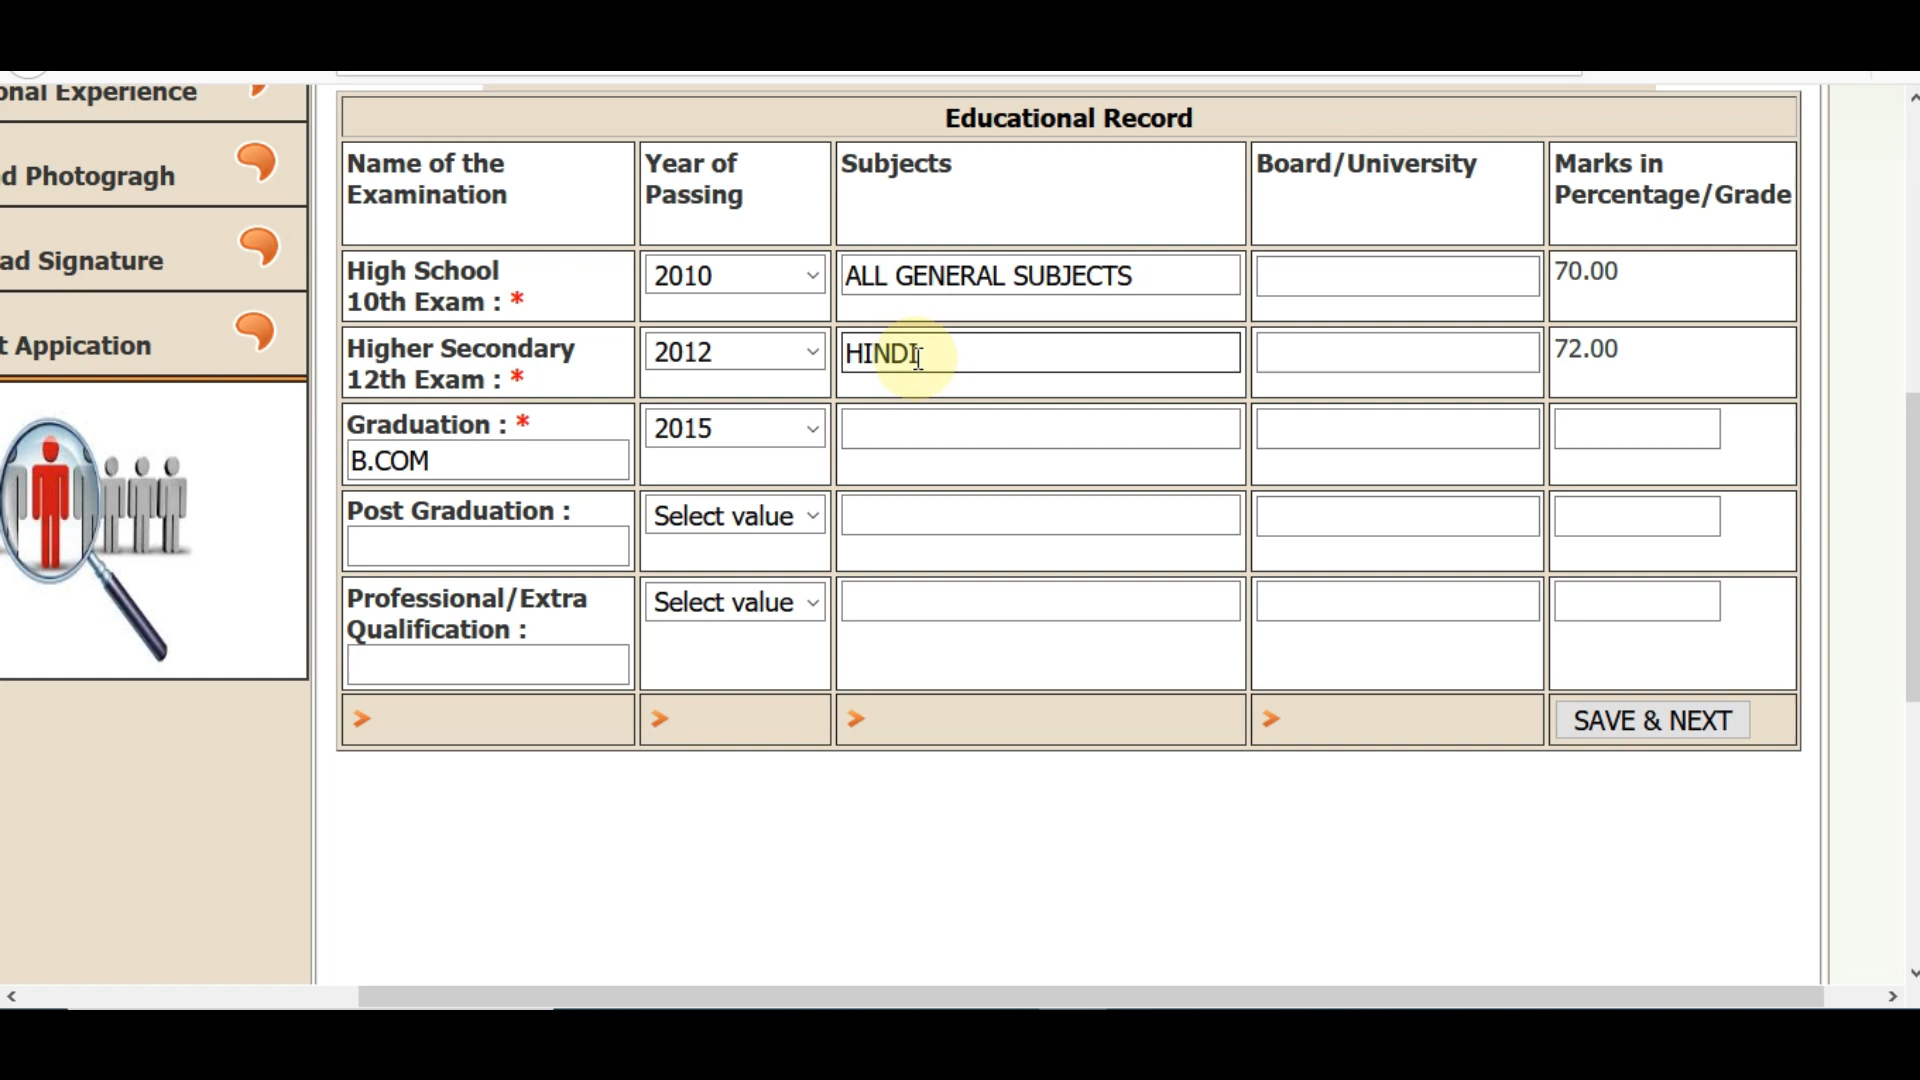 onal Experience
d Photogragh
ad Signature
t Appication
Educational Record
Name of the Examination
Year of Passing
Subjects
Board/University
Marks in Percentage/Grade
High School
10th Exam : *
2010
ALL GENERAL SUBJECTS
70.00
Higher Secondary
12th Exam : *
2012
HINDI
72.00
Graduation : *
B.COM
2015
Post Graduation :
Select value
Professional/Extra
Qualification :
Select value
SAVE & NEXT